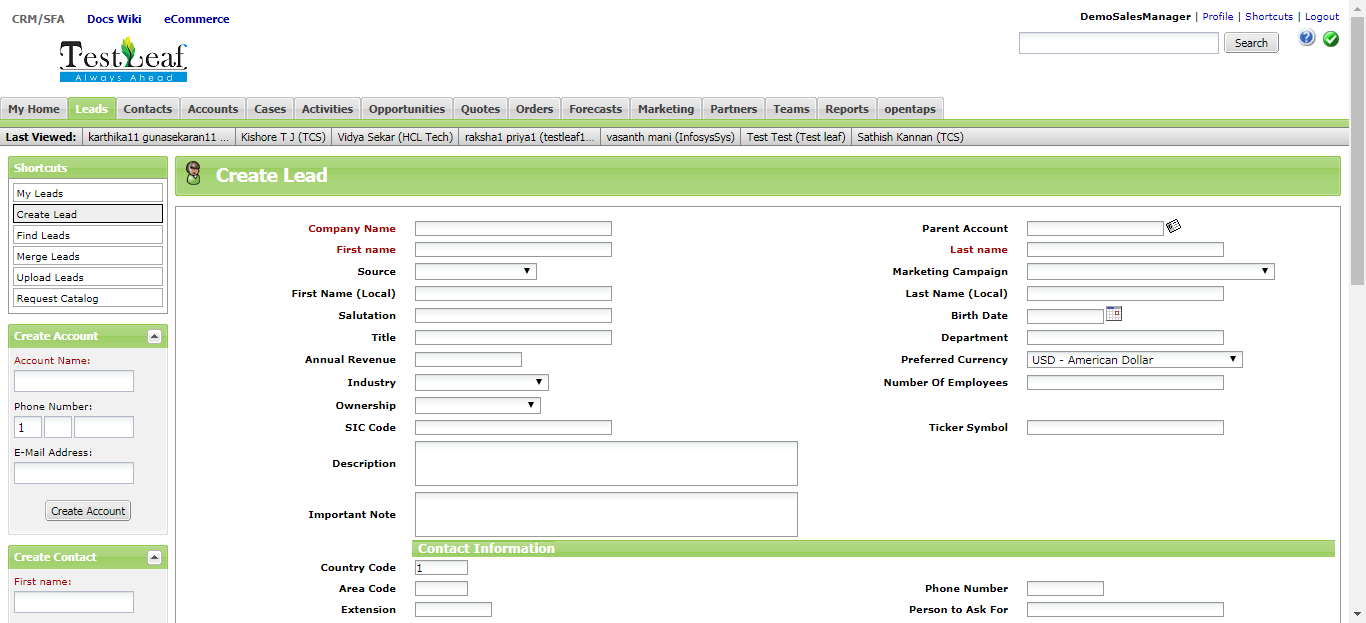 CRM/SFA Docs Wiki eCommerce
DemoSalesManager | Profile | Shortcuts | Logout
TestLeaf
Always Ahead
Search
?
My Home Leads Contacts Accounts Cases Activities Opportunities Quotes Orders Forecasts Marketing Partners Teams Reports opentaps
Last Viewed: karthika11 gunasekaran11 ... Kishore T J (TCS) Vidya Sekar (HCL Tech) raksha1 priya1 (testleaf1... vasanth mani (InfosysSys) Test Test (Test leaf) Sathish Kannan (TCS)
Shortcuts
My Leads
Create Lead
Find Leads
Merge Leads
Upload Leads
Request Catalog
Create Account
Account Name:
Phone Number:
1
E-Mail Address:
Create Account
Create Contact
First name:
Create Lead
Company Name Parent Account
First name Last name
Source Marketing Campaign
First Name (Local) Last Name (Local)
Salutation Birth Date
Title Department
Annual Revenue Preferred Currency USD - American Dollar
Industry Number Of Employees
Ownership
SIC Code Ticker Symbol
Description
Important Note
Contact Information
Country Code 1
Area Code Phone Number
Extension Person to Ask For